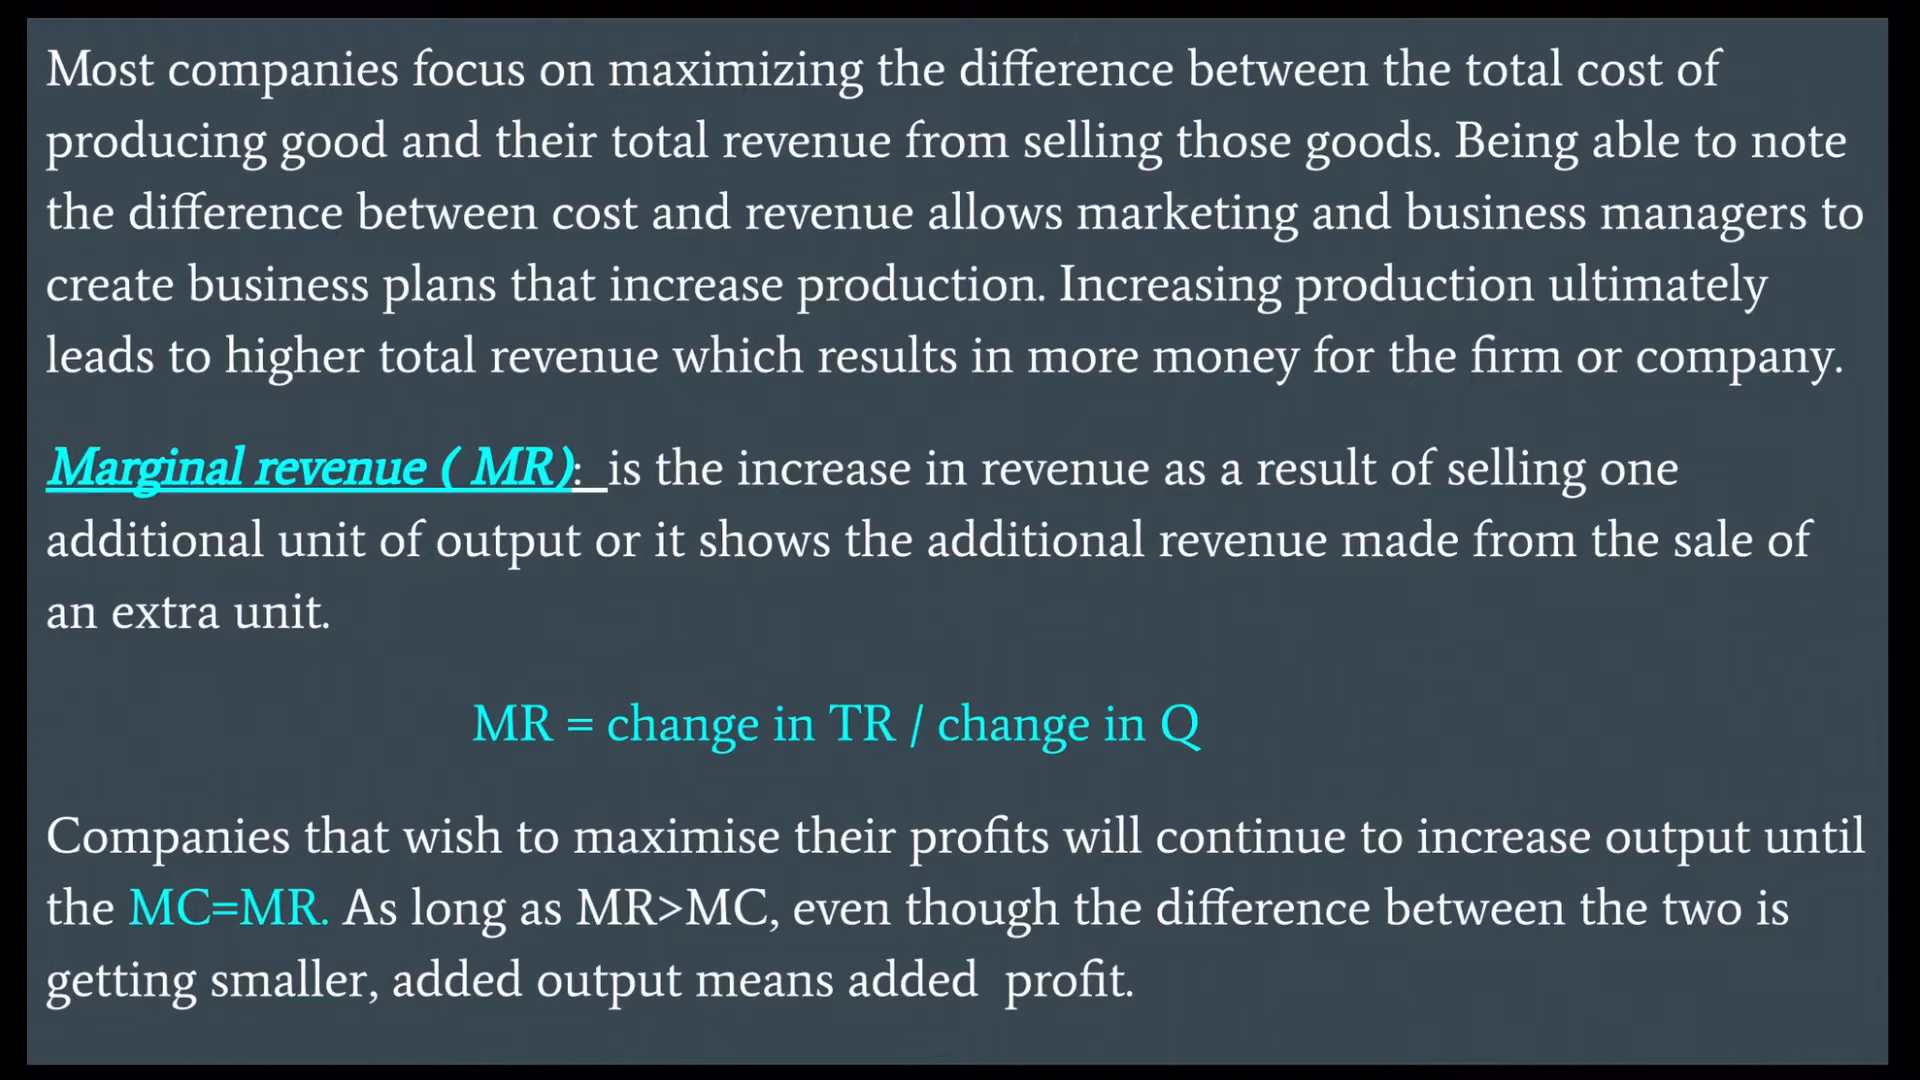 Most companies focus on maximizing the difference between the total cost of
producing good and their total revenue from selling those goods. Being able to note
the difference between cost and revenue allows marketing and business managers to
create business plans that increase production. Increasing production ultimately
leads to higher total revenue which results in more money for the firm or company.
Marginal revenue ( MR):  is the increase in revenue as a result of selling one
additional unit of output or it shows the additional revenue made from the sale of
an extra unit.
MR = change in TR / change in Q
Companies that wish to maximise their profits will continue to increase output until
the MC=MR. As long as MR>MC, even though the difference between the two is
getting smaller, added output means added  profit.